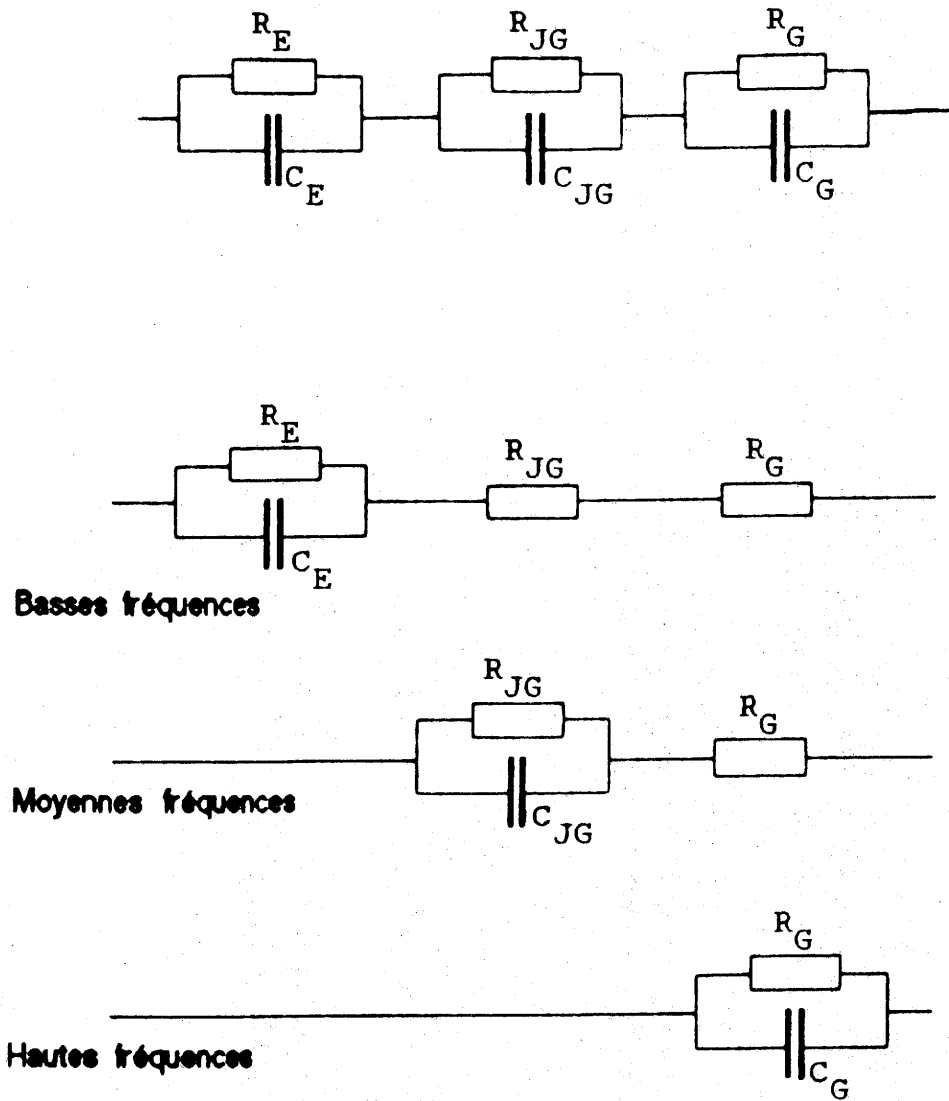 R_E R_JG R_G
C_E C_JG C_G
R_E R_JG R_G
C_E
Basses fréquences
R_JG R_G
Moyennes fréquences
C_JG
R_G
Hautes fréquences
C_G